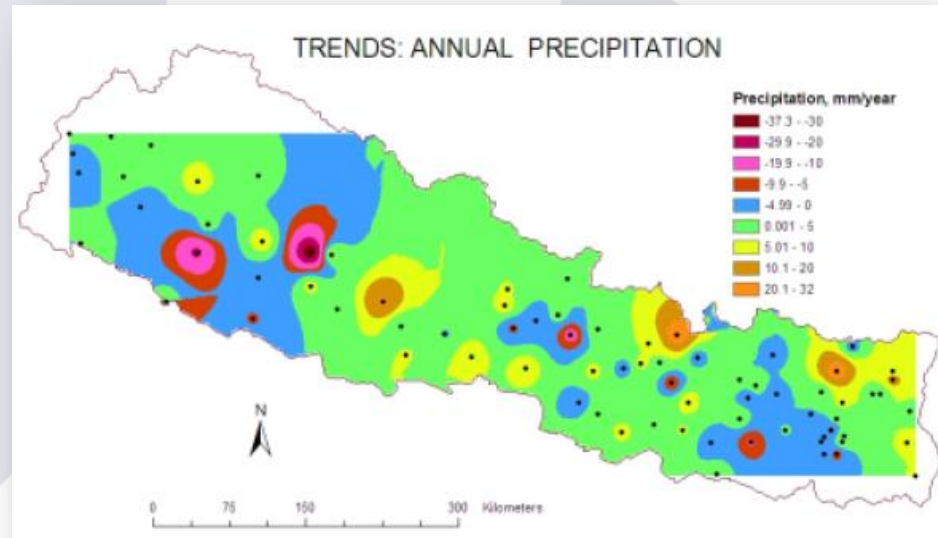 TRENDS: ANNUAL PRECIPITATION
Precipitation, mm/year
-37.3 - -30
-29.9 - -20
-19.9 - -10
-9.9 - -5
-4.99 - 0
0.001 - 5
5.01 - 10
10.1 - 20
20.1 - 32
N
0 75 150 300 Kilometers